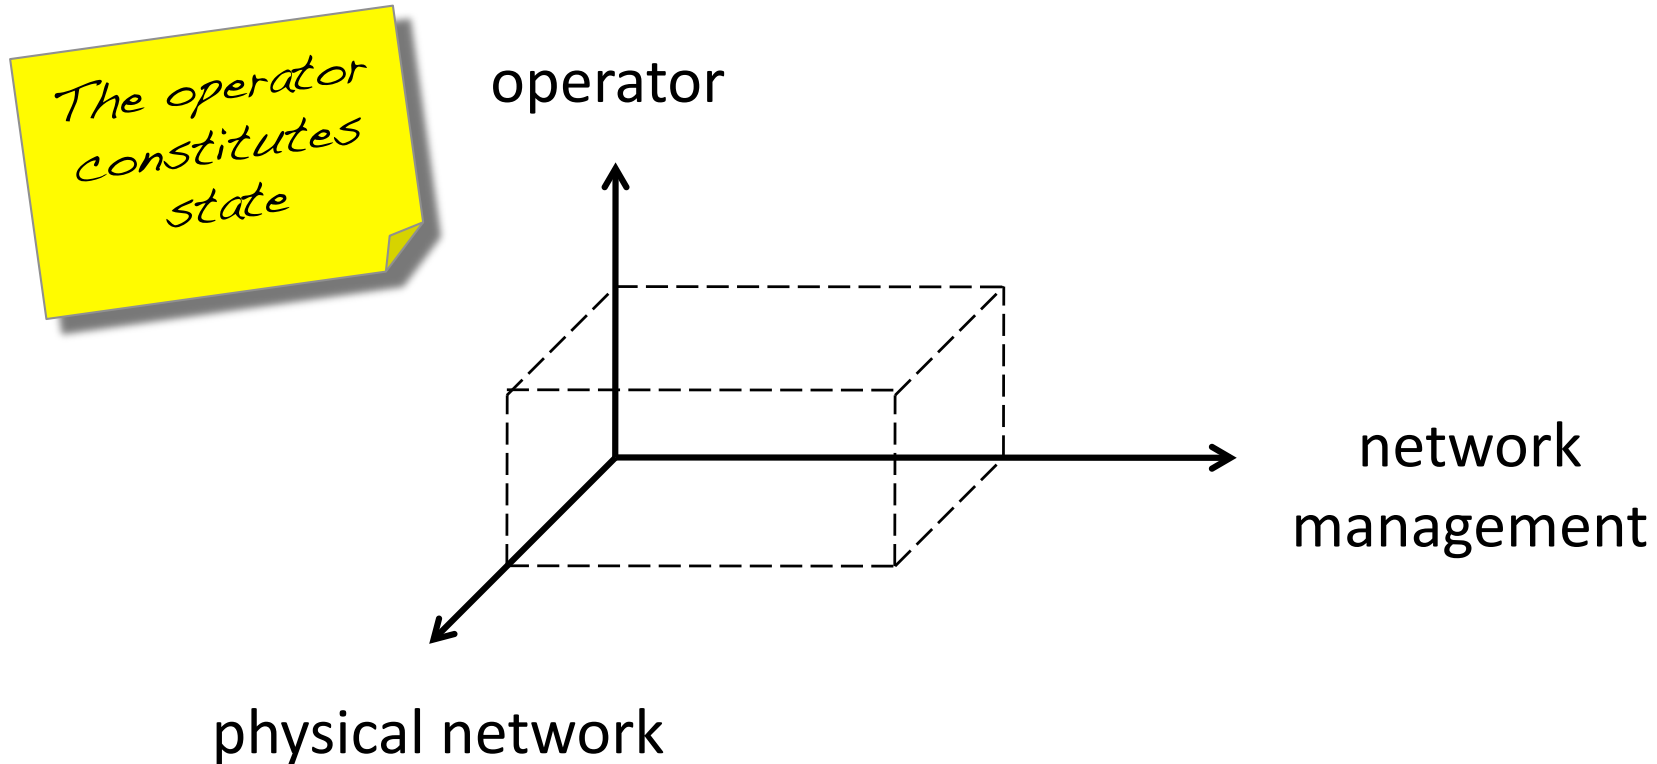 The operator
constitutes
state
operator
network
management
physical network